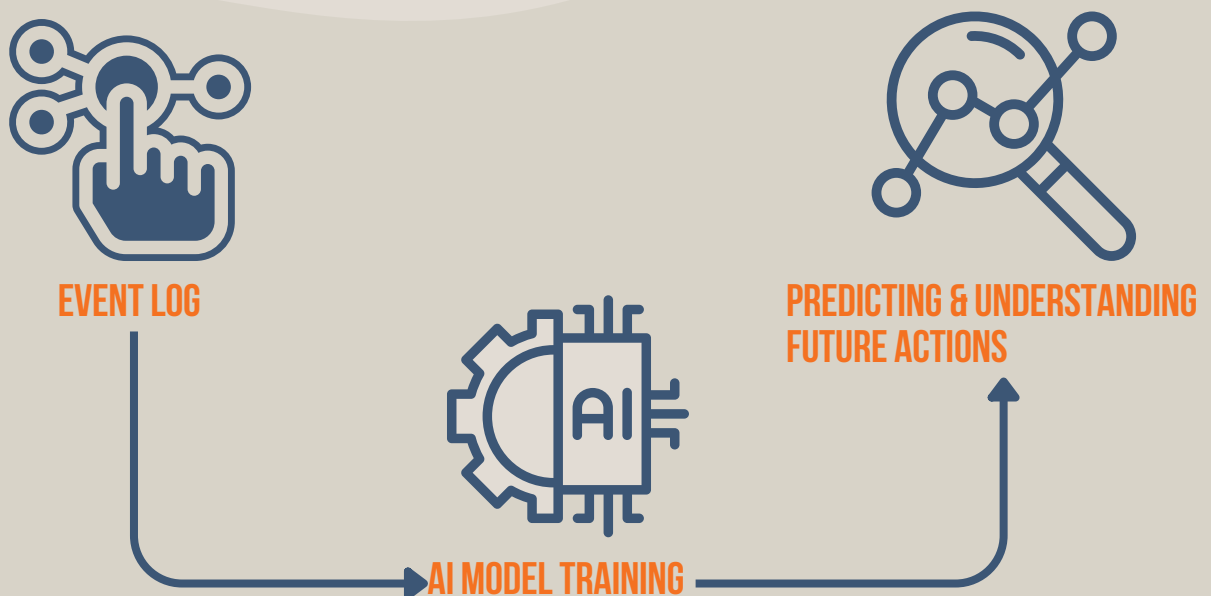 EVENT LOG
PREDICTING & UNDERSTANDING
FUTURE ACTIONS
AI
AI MODEL TRAINING